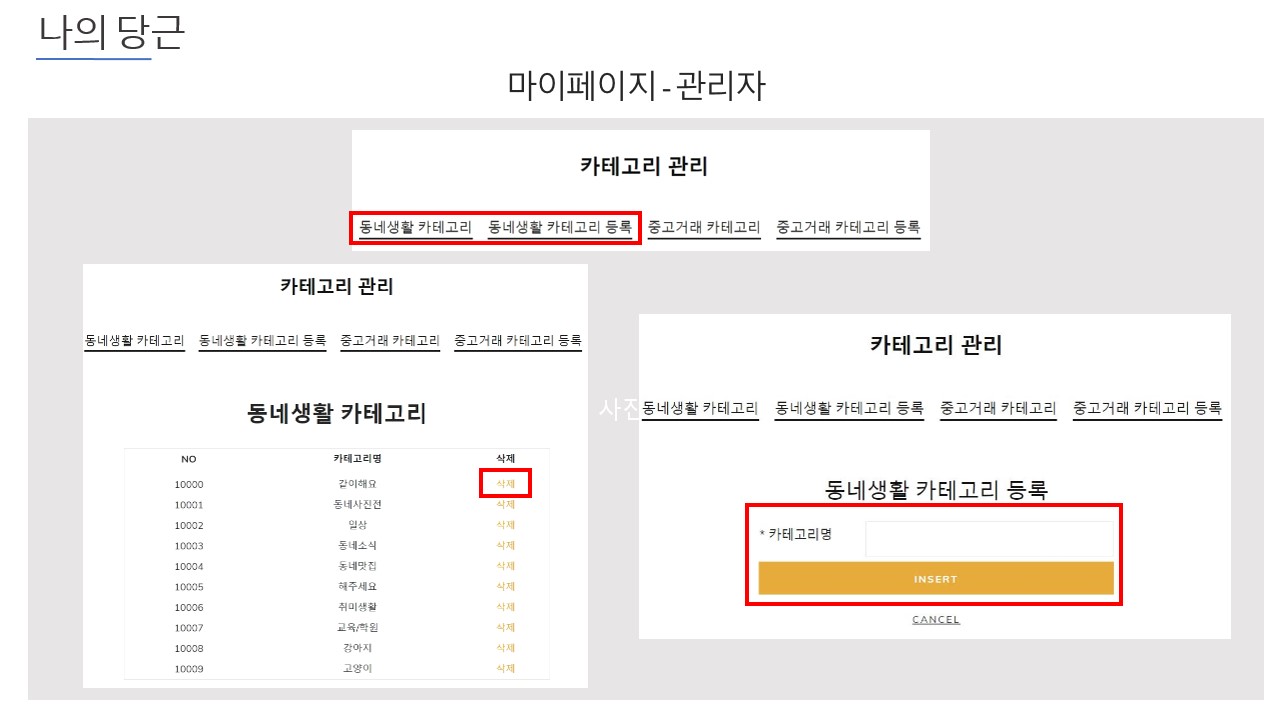 나의 당근
마이페이지 - 관리자
카테고리 관리
동네생활 카테고리 동네생활 카테고리 등록 중고거래 카테고리 중고거래 카테고리 등록
카테고리 관리
동네생활 카테고리 동네생활 카테고리 등록 중고거래 카테고리 중고거래 카테고리 등록
동네생활 카테고리
NO 카테고리명 삭제
10000 같이해요 삭제
10001 동네사진전 삭제
10002 일상 삭제
10003 동네소식 삭제
10004 동네맛집 삭제
10005 해주세요 삭제
10006 취미생활 삭제
10007 교육/학원 삭제
10008 강아지 삭제
10009 고양이 삭제
사진
카테고리 관리
동네생활 카테고리 동네생활 카테고리 등록 중고거래 카테고리 중고거래 카테고리 등록
동네생활 카테고리 등록
* 카테고리명
INSERT
CANCEL